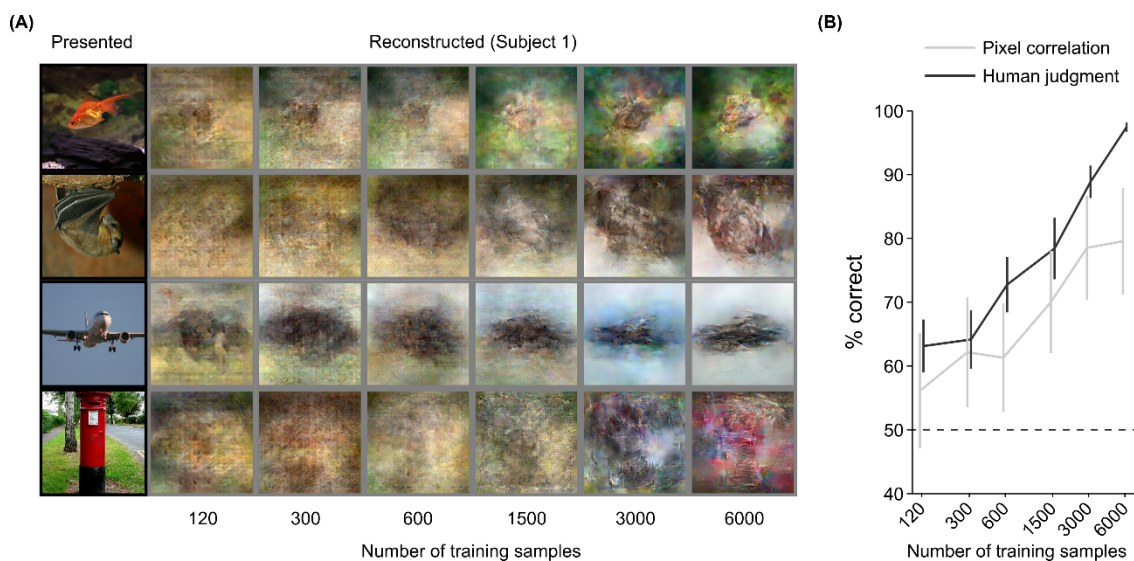 (A)
Presented
Reconstructed (Subject 1)
120 300 600 1500 3000 6000
Number of training samples
(B)
Pixel correlation
Human judgment
% correct
100
90
80
70
60
50
40
120 300 600 1500 3000 6000
Number of training samples